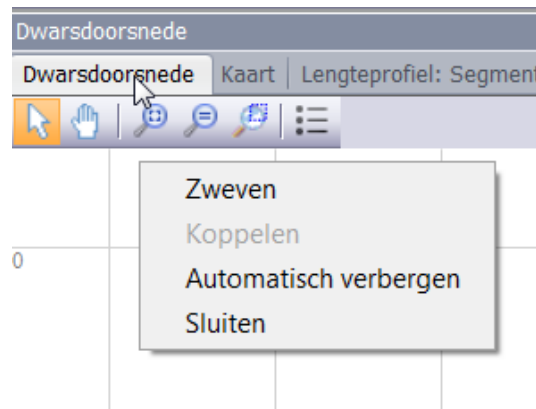 Dwarsdoorsnede
Dwarsdoorsnede Kaart Lengteprofiel: Segment
Zweven
Koppelen
0
Automatisch verbergen
Sluiten